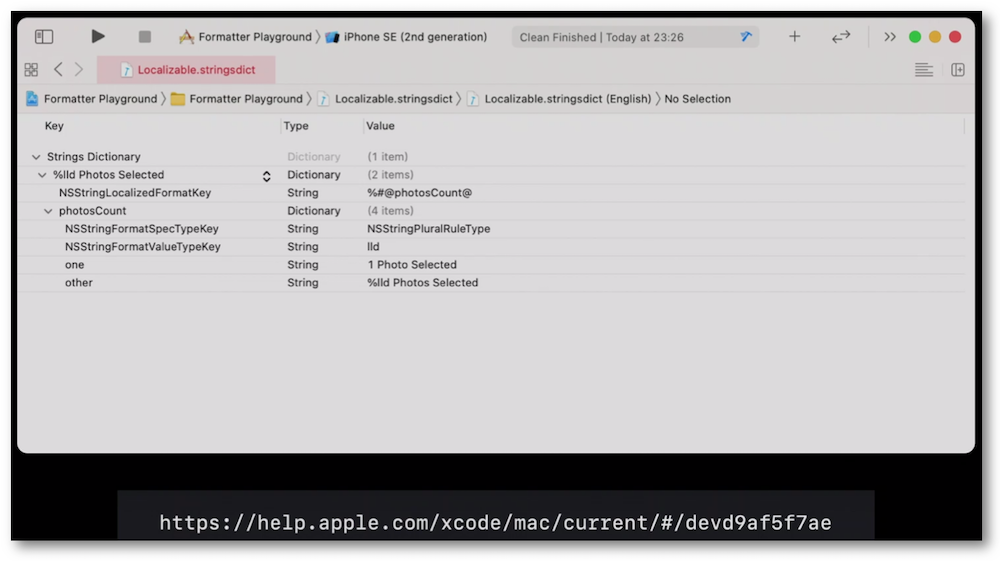 Formatter Playground 〉 iPhone SE (2nd generation) Clean Finished | Today at 23:26
Localizable.stringsdict
Formatter Playground 〉 Formatter Playground 〉 Localizable.stringsdict 〉 Localizable.stringsdict (English) 〉 No Selection
Key Type Value
Strings Dictionary Dictionary (1 item)
%lld Photos Selected Dictionary (2 items)
NSStringLocalizedFormatKey String %#@photosCount@
photosCount Dictionary (4 items)
NSStringFormatSpecTypeKey String NSStringPluralRuleType
NSStringFormatValueTypeKey String lld
one String 1 Photo Selected
other String %lld Photos Selected
https://help.apple.com/xcode/mac/current/#/devd9af5f7ae